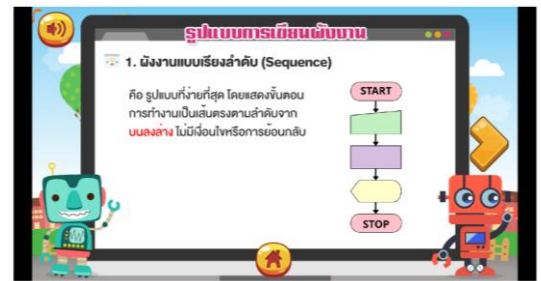 รูปแบบการเขียนผังงาน
1. ผังงานแบบเรียงลำดับ (Sequence)
คือ รูปแบบที่ง่ายที่สุด โดยแสดงขั้นตอน
การทำงานเป็นเส้นตรงตามลำดับจาก
บนลงล่าง ไม่มีเงื่อนไขหรือการย้อนกลับ
START
STOP